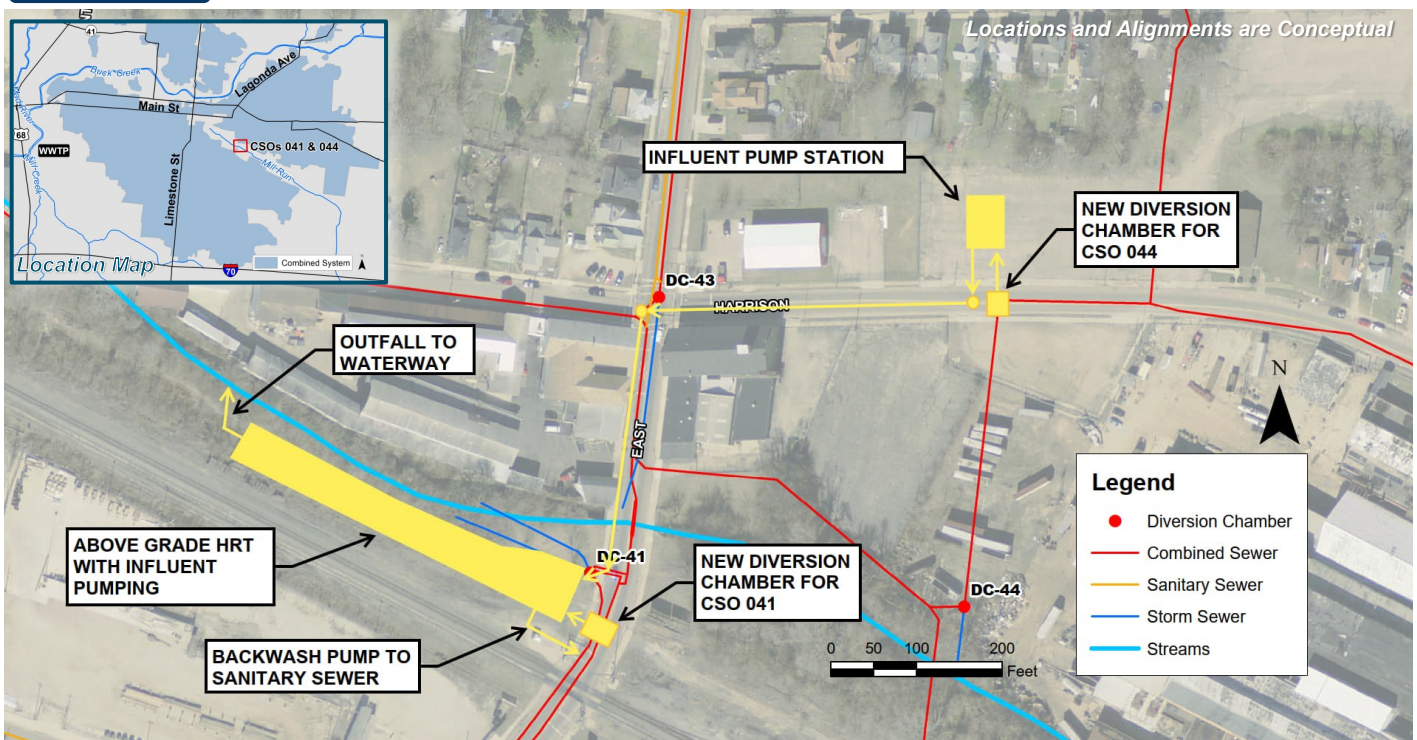 Locations and Alignments are Conceptual
41
Buck Creek
Lagonda Ave
Main St
Mad River
68
WWTP
CSOs 041 & 044
Mill Creek
Limestone St
Mill Run
Location Map
70
Combined System
N
INFLUENT PUMP STATION
NEW DIVERSION
CHAMBER FOR
CSO 044
DC-43
HARRISON
OUTFALL TO
WATERWAY
EAST
N
Legend
Diversion Chamber
Combined Sewer
Sanitary Sewer
Storm Sewer
Streams
ABOVE GRADE HRT
WITH INFLUENT
PUMPING
DC-41
NEW DIVERSION
CHAMBER FOR
CSO 041
DC-44
BACKWASH PUMP TO
SANITARY SEWER
0 50 100 200
Feet